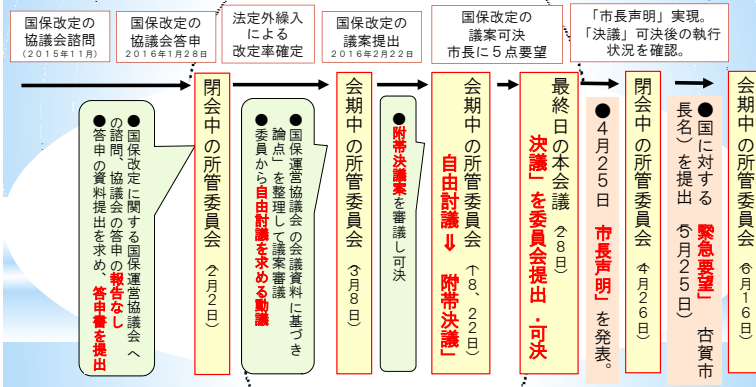 国保改定の
協議会諮問
(2015年11月)
国保改定の
協議会答申
2016年1月28日
法定外繰入
による
改定率確定
国保改定の
議案提出
2016年2月22日
国保改定の
議案可決
市長に5点要望
「市長声明」実現。
「決議」可決後の執行
状況を確認。
●国保改定に関する国保運営協議会へ
の諮問、協議会の答申の報告なし
●答申の資料提出を求め、答申書を提出
閉会中の所管委員会(2月2日)
●国保運営協議会の会議資料に基づき
論点」を整理して議案審議
●委員から自由討議を求める動議
会期中の所管委員会(3月8日)
●附帯決議案を審議し可決
会期中の所管委員会(18、22日)
自由討議⇒附帯決議」
最終日の本会議(28日)
決議」を委員会提出・可決
●4月25日 市長声明」を発表。
閉会中の所管委員会(4月26日)
●国に対する 緊急要望」 古賀市
長名)を提出(5月25日)
会期中の所管委員会(6月16日)